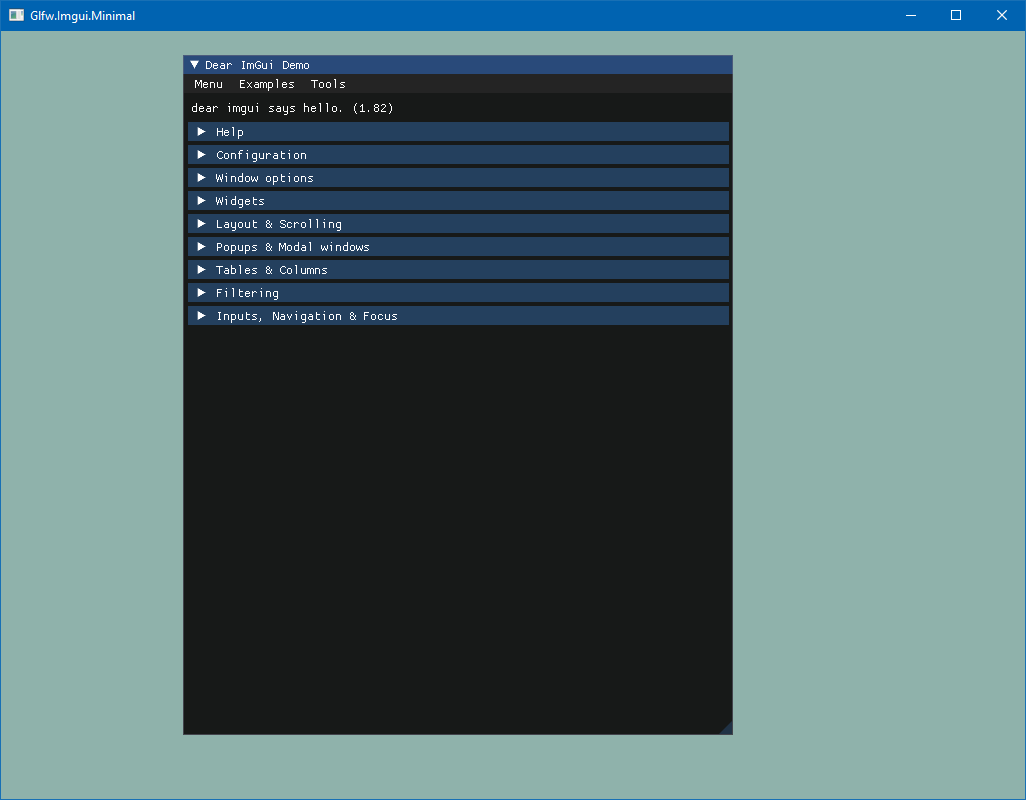 Glfw.Imgui.Minimal
Dear ImGui Demo
Menu Examples Tools
dear imgui says hello. (1.82)
Help
Configuration
Window options
Widgets
Layout & Scrolling
Popups & Modal windows
Tables & Columns
Filtering
Inputs, Navigation & Focus